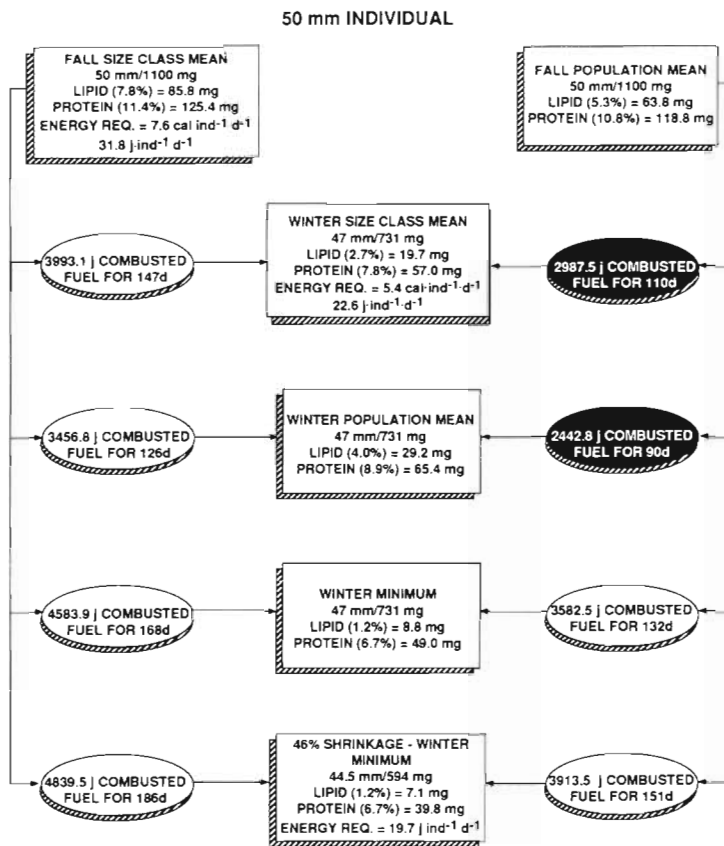 50 mm INDIVIDUAL
FALL SIZE CLASS MEAN
50 mm/1100 mg
LIPID (7.8%) = 85.8 mg
PROTEIN (11.4%) = 125.4 mg
ENERGY REQ. = 7.6 cal ind⁻¹ d⁻¹
31.8 j·ind⁻¹ d⁻¹
FALL POPULATION MEAN
50 mm/1100 mg
LIPID (5.3%) = 63.8 mg
PROTEIN (10.8%) = 118.8 mg
3993.1 j COMBUSTED
FUEL FOR 147d
WINTER SIZE CLASS MEAN
47 mm/731 mg
LIPID (2.7%) = 19.7 mg
PROTEIN (7.8%) = 57.0 mg
ENERGY REQ. = 5.4 cal·ind⁻¹·d⁻¹
22.6 j·ind⁻¹·d⁻¹
2987.5 j COMBUSTED
FUEL FOR 110d
3456.8 j COMBUSTED
FUEL FOR 126d
WINTER POPULATION MEAN
47 mm/731 mg
LIPID (4.0%) = 29.2 mg
PROTEIN (8.9%) = 65.4 mg
2442.8 j COMBUSTED
FUEL FOR 90d
4583.9 j COMBUSTED
FUEL FOR 168d
WINTER MINIMUM
47 mm/731 mg
LIPID (1.2%) = 8.8 mg
PROTEIN (6.7%) = 49.0 mg
3582.5 j COMBUSTED
FUEL FOR 132d
4839.5 j COMBUSTED
FUEL FOR 186d
46% SHRINKAGE - WINTER
MINIMUM
44.5 mm/594 mg
LIPID (1.2%) = 7.1 mg
PROTEIN (6.7%) = 39.8 mg
ENERGY REQ. = 19.7 j ind⁻¹ d⁻¹
3913.5 j COMBUSTED
FUEL FOR 151d